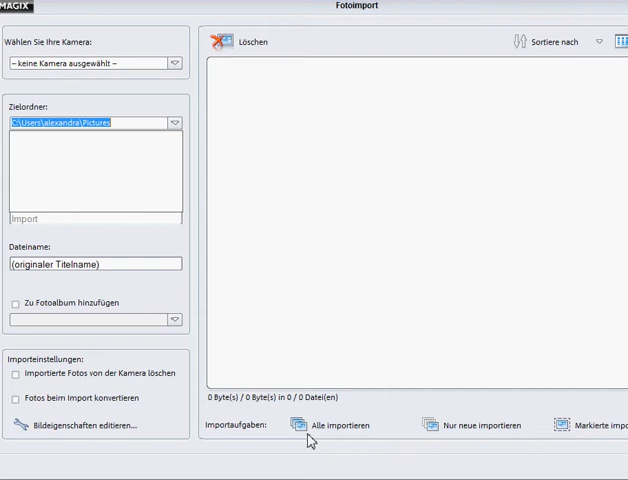 MAGIX
Fotoimport
Wählen Sie Ihre Kamera:
– keine Kamera ausgewählt –
Zielordner:
C:\Users\alexandra\Pictures
Import
Dateiname:
(originaler Titelname)
Zu Fotoalbum hinzufügen
Importeinstellungen:
Importierte Fotos von der Kamera löschen
Fotos beim Import konvertieren
Bildeigenschaften editieren...
Löschen
Sortiere nach
0 Byte(s) / 0 Byte(s) in 0 / 0 Datei(en)
Importaufgaben:
Alle importieren
Nur neue importieren
Markierte impo